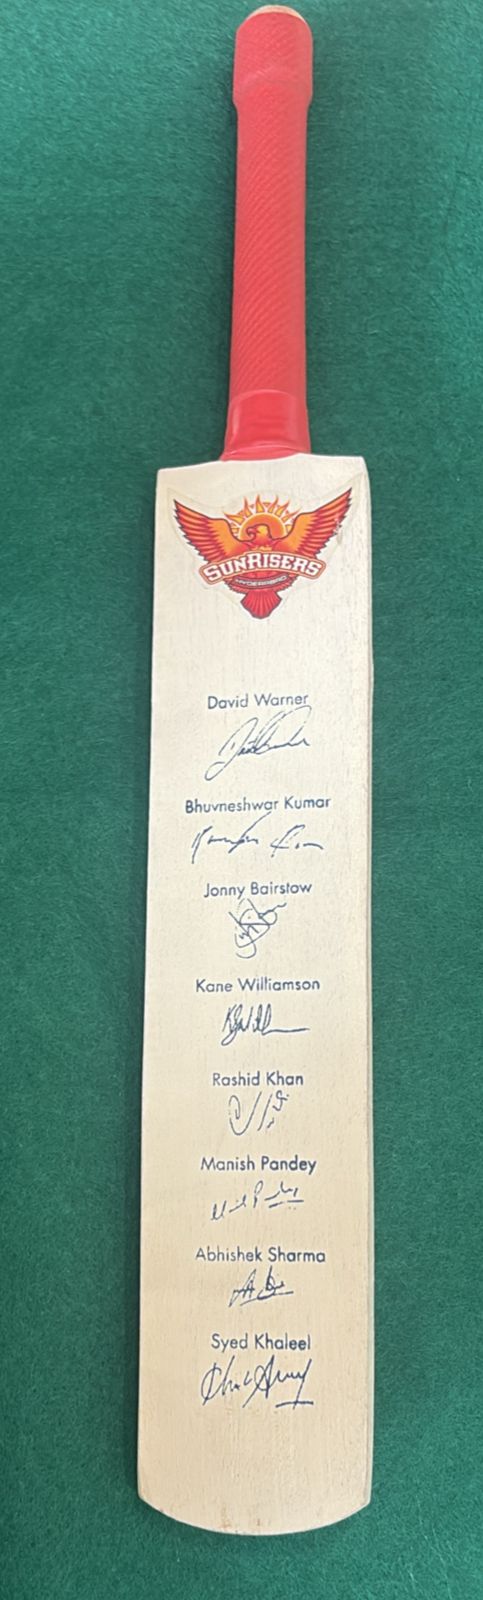 SUNRISERS
HYDERABAD
David Warner
Bhuvneshwar Kumar
Jonny Bairstow
Kane Williamson
Rashid Khan
Manish Pandey
Abhishek Sharma
Syed Khaleel